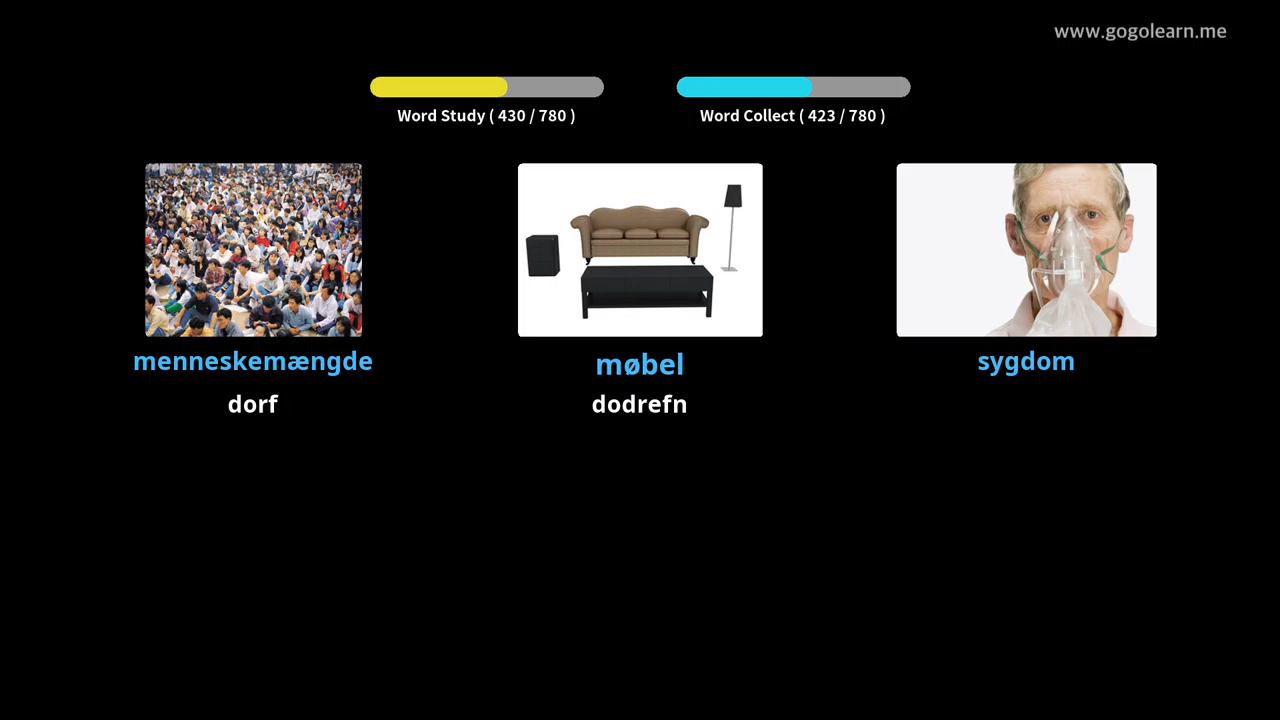 www.gogolearn.me
Word Study ( 430 / 780 )
Word Collect ( 423 / 780 )
menneskemængde
møbel
sygdom
dorf
dodrefn